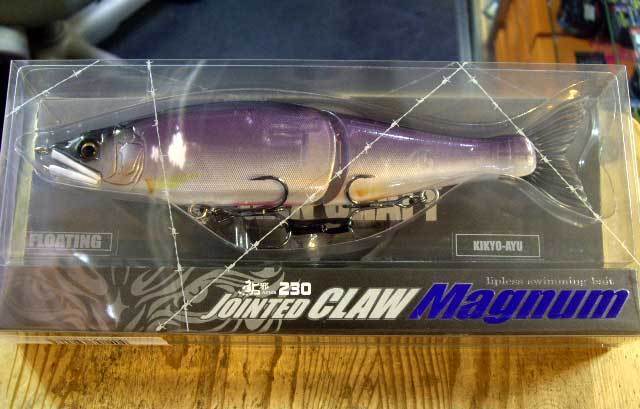 FLOATING
KIKYO-AYU
lipless swimming bait
230
JOINTED CLAW Magnum